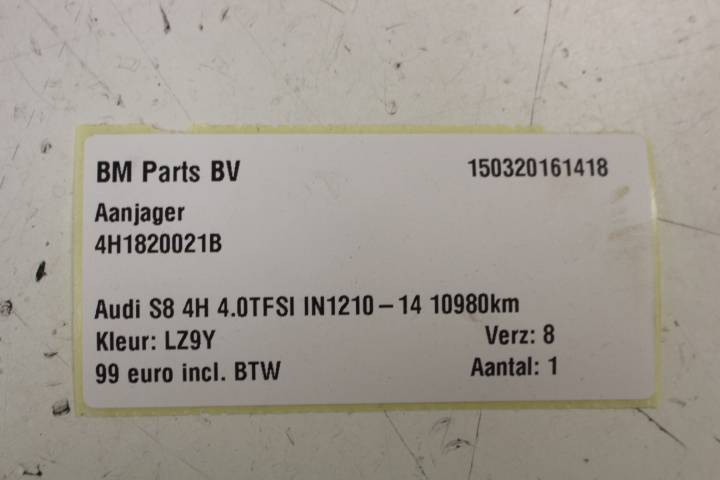 BM Parts BV 150320161418
Aanjager
4H1820021B
Audi S8 4H 4.0TFSI IN1210-14 10980km
Kleur: LZ9Y Verz: 8
99 euro incl. BTW Aantal: 1